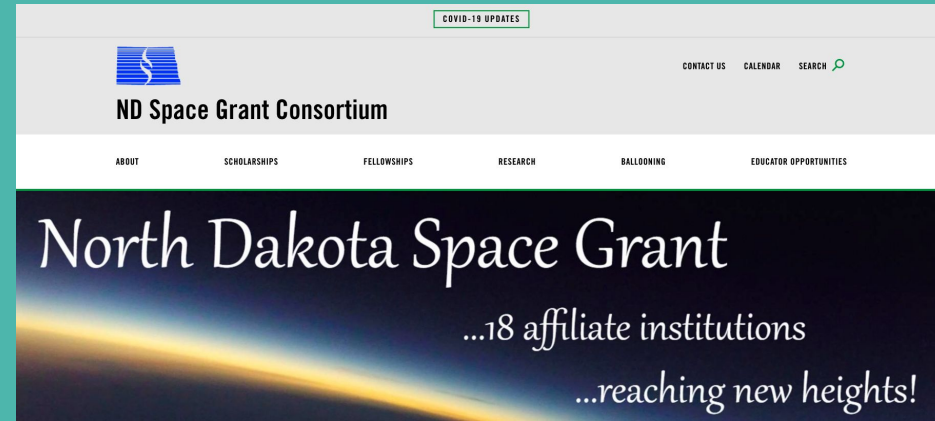 COVID-19 UPDATES
CONTACT US CALENDAR SEARCH
ND Space Grant Consortium
ABOUT SCHOLARSHIPS FELLOWSHIPS RESEARCH BALLOONING EDUCATOR OPPORTUNITIES
North Dakota Space Grant
...18 affiliate institutions
...reaching new heights!